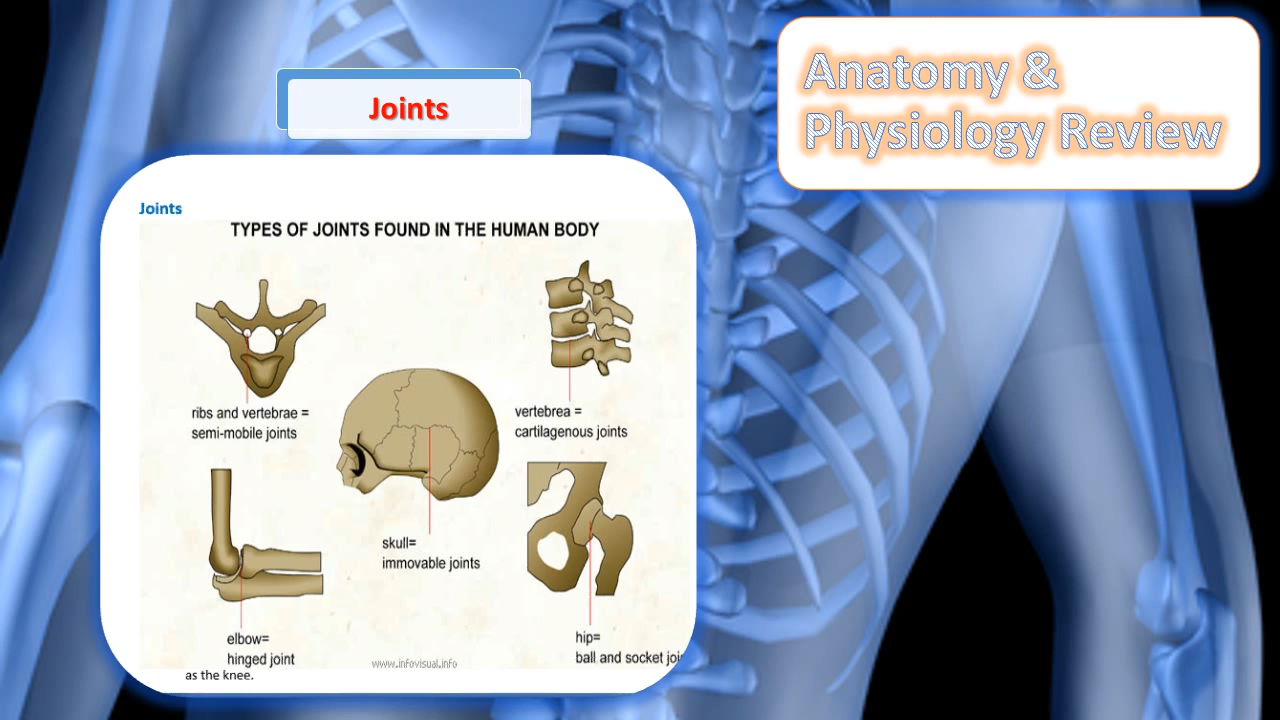 Anatomy &
Physiology Review
Joints
Joints
TYPES OF JOINTS FOUND IN THE HUMAN BODY
ribs and vertebrae =
semi-mobile joints
vertebrea =
cartilagenous joints
skull=
immovable joints
elbow=
hinged joint
hip=
ball and socket joi
www.infovisual.info
as the knee.